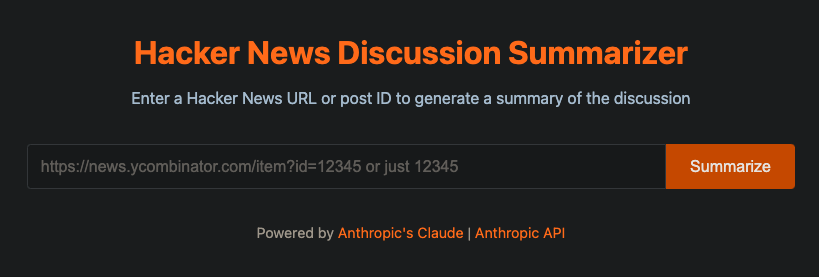 Hacker News Discussion Summarizer
Enter a Hacker News URL or post ID to generate a summary of the discussion
https://news.ycombinator.com/item?id=12345 or just 12345
Summarize
Powered by Anthropic's Claude | Anthropic API